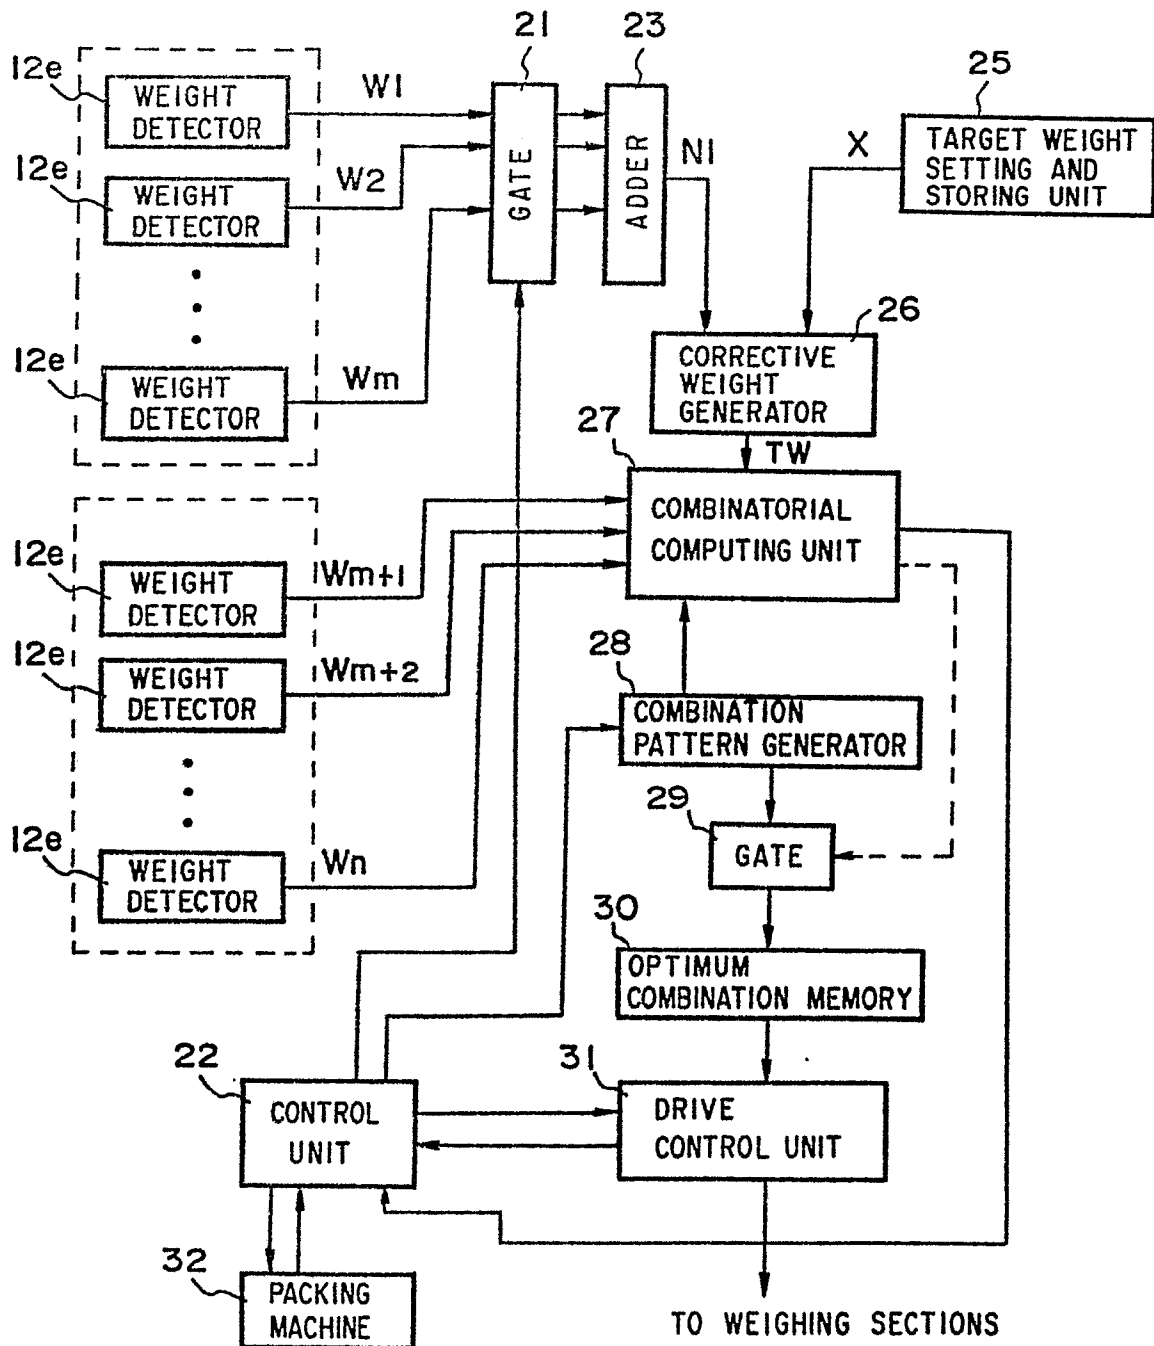 21
23
25
12e
WEIGHT
DETECTOR
W1
GATE
ADDER
N1
X
TARGET WEIGHT
SETTING AND
STORING UNIT
12e
WEIGHT
DETECTOR
W2
12e
WEIGHT
DETECTOR
Wm
26
CORRECTIVE
WEIGHT
GENERATOR
TW
27
COMBINATORIAL
COMPUTING UNIT
12e
WEIGHT
DETECTOR
Wm+1
12e
WEIGHT
DETECTOR
Wm+2
28
COMBINATION
PATTERN GENERATOR
29
GATE
12e
WEIGHT
DETECTOR
Wn
30
OPTIMUM
COMBINATION MEMORY
22
CONTROL
UNIT
31
DRIVE
CONTROL UNIT
32
PACKING
MACHINE
TO WEIGHING SECTIONS